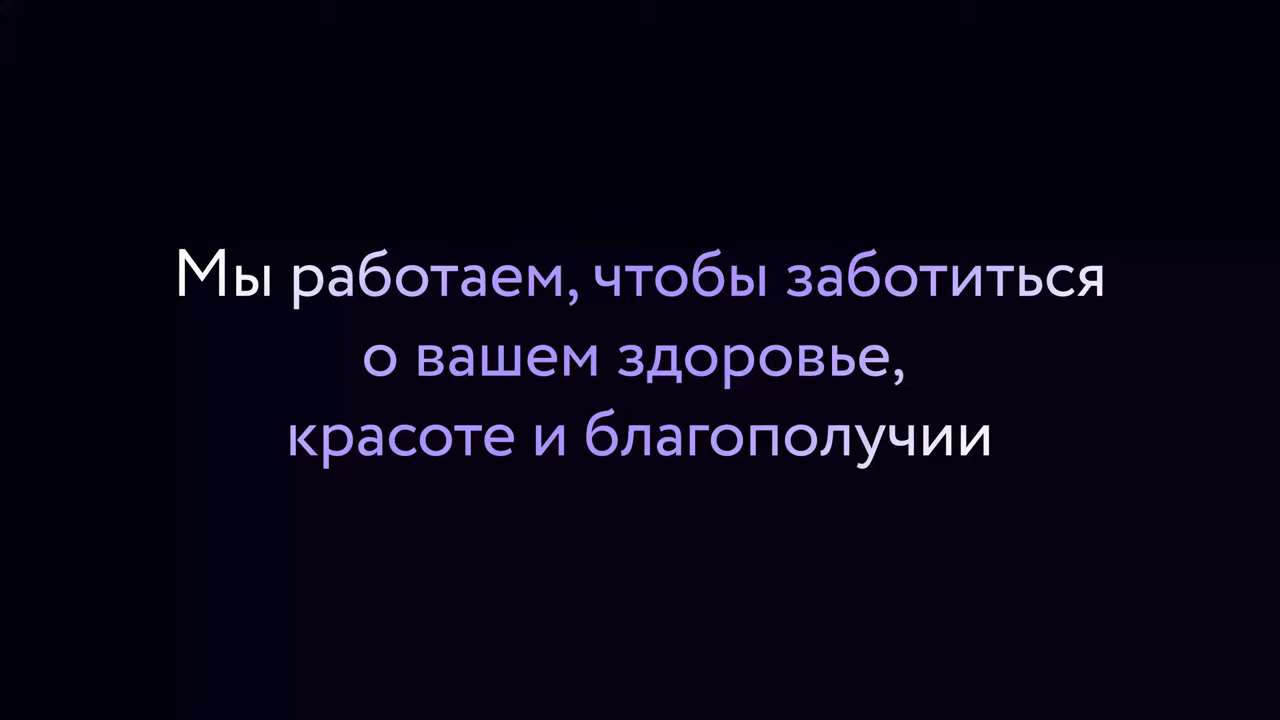 Мы работаем, чтобы заботиться
о вашем здоровье,
красоте и благополучии